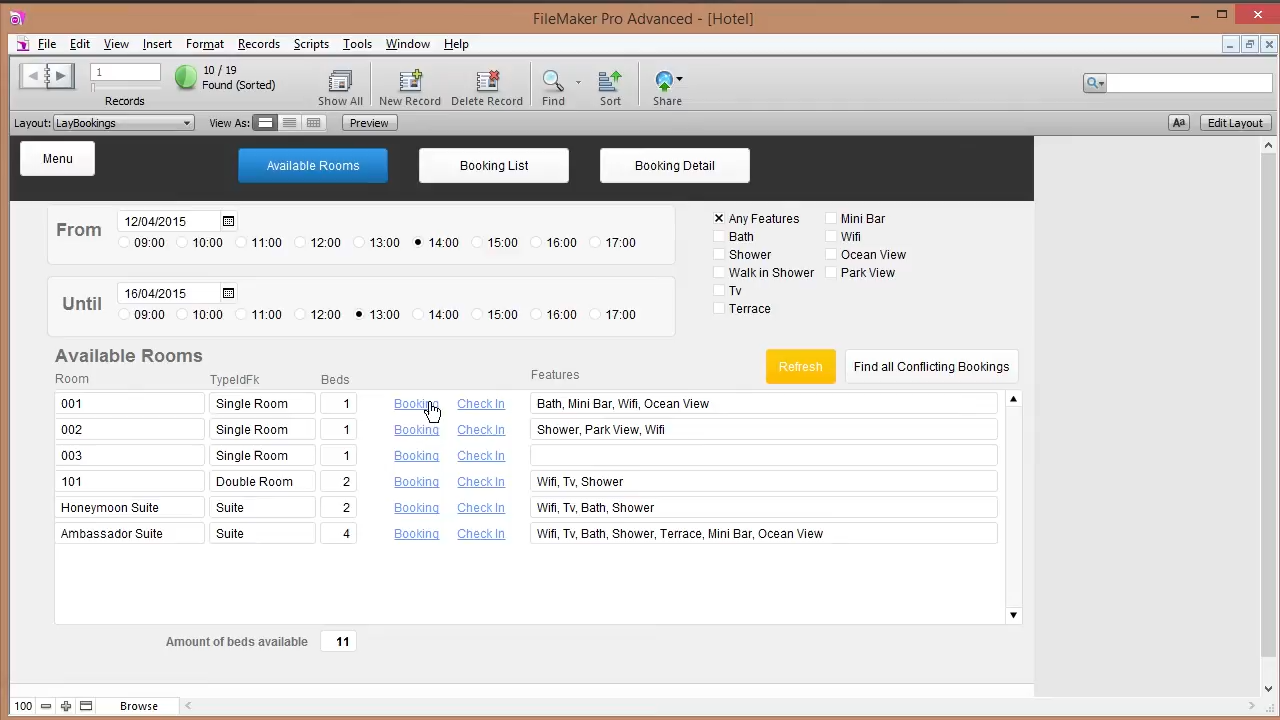 FileMaker Pro Advanced - [Hotel]
File Edit View Insert Format Records Scripts Tools Window Help
1
Records
10 / 19
Found (Sorted)
Show All
New Record
Delete Record
Find
Sort
Share
Layout: LayBookings View As: Preview Aa Edit Layout
Menu Available Rooms Booking List Booking Detail
From 12/04/2015
09:00 10:00 11:00 12:00 13:00 14:00 15:00 16:00 17:00
Until 16/04/2015
09:00 10:00 11:00 12:00 13:00 14:00 15:00 16:00 17:00
Any Features Mini Bar
Bath Wifi
Shower Ocean View
Walk in Shower Park View
Tv
Terrace
Available Rooms
Refresh Find all Conflicting Bookings
Room TypeIdFk Beds Features
001 Single Room 1 Booking Check In Bath, Mini Bar, Wifi, Ocean View
002 Single Room 1 Booking Check In Shower, Park View, Wifi
003 Single Room 1 Booking Check In
101 Double Room 2 Booking Check In Wifi, Tv, Shower
Honeymoon Suite Suite 2 Booking Check In Wifi, Tv, Bath, Shower
Ambassador Suite Suite 4 Booking Check In Wifi, Tv, Bath, Shower, Terrace, Mini Bar, Ocean View
Amount of beds available 11
100 Browse